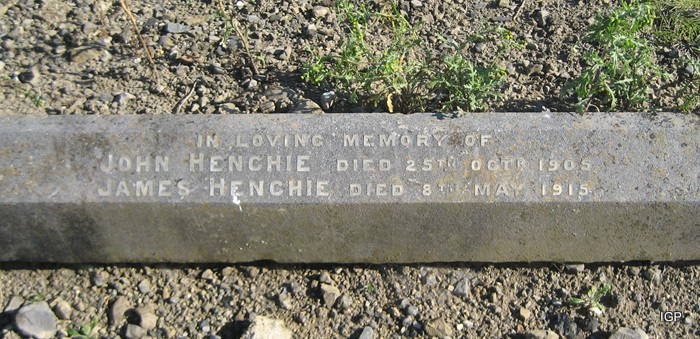 IN LOVING MEMORY OF
JOHN HENCHIE DIED 25TH OCTR 1905
JAMES HENCHIE DIED 8TH MAY 1915
IGP